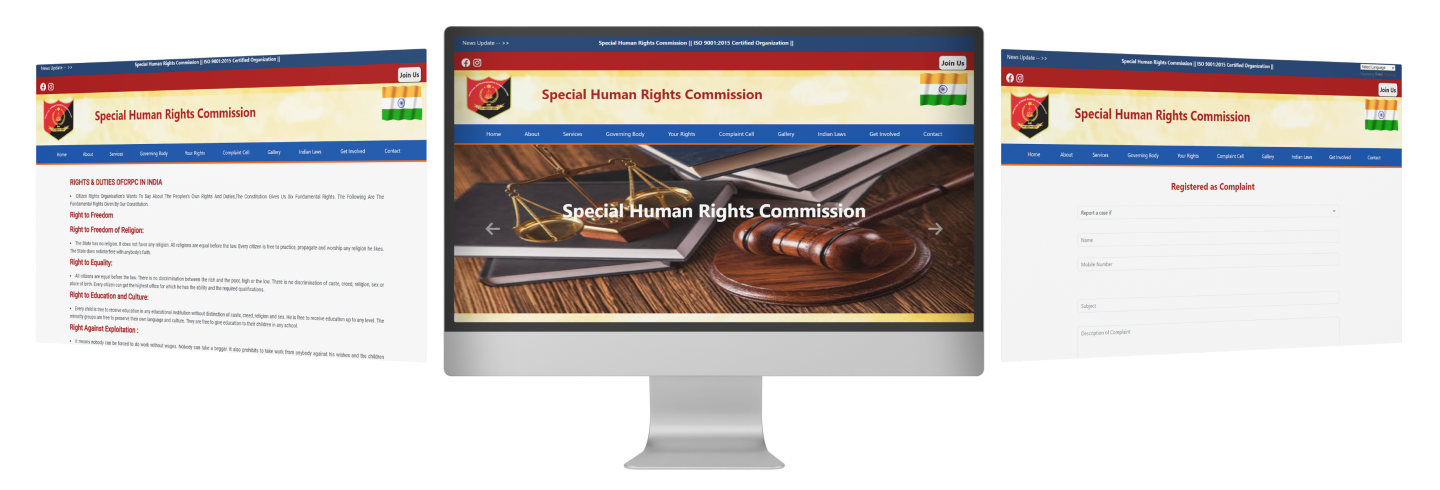 News Update -- >>
Special Human Rights Commission || ISO 9001:2015 Certified Organization ||
Join Us
Special Human Rights Commission
Home About Services Governing Body Your Rights Complaint Cell Gallery Indian Laws Get Involved Contact
RIGHTS & DUTIES OFCRPC IN INDIA
• Citizen Rights Organisation's Wants To Say About The People's Own Rights And Duties,The Constitution Gives Us Six Fundamental Rights. The Following Are The
Fundamental Rights Given By Our Constitution.
Right to Freedom
Right to Freedom of Religion:
• The State has no religion. It does not favor any religion. All religions are equal before the law. Every citizen is free to practice, propagate and worship any religion he likes.
The State does not interfere with anybody's faith.
Right to Equality:
• All citizens are equal before the law. There is no discrimination between the rich and the poor, high or the low. There is no discrimination of caste, creed, religion, sex or
place of birth. Every citizen can get the highest office for which he has the ability and the required qualifications.
Right to Education and Culture:
• Every child is free to receive education in any educational institution without distinction of caste, creed, religion and sex. He is free to receive education up to any level. The
minority groups are free to preserve their own language and culture. They are free to give education to their children in any school.
Right Against Exploitation :
• It means nobody can be forced to do work without wages. Nobody can take a beggar. It also prohibits to take work from anybody against his wishes and the children
News Update -- >>
Special Human Rights Commission || ISO 9001:2015 Certified Organization ||
Join Us
Special Human Rights Commission
Home About Services Governing Body Your Rights Complaint Cell Gallery Indian Laws Get Involved Contact
Special Human Rights Commission
News Update -- >>
Special Human Rights Commission || ISO 9001:2015 Certified Organization ||
Select Language
Join Us
Special Human Rights Commission
Home About Services Governing Body Your Rights Complaint Cell Gallery Indian Laws Get Involved Contact
Registered as Complaint
Report a case if
Name
Mobile Number
Subject
Description of Complaint